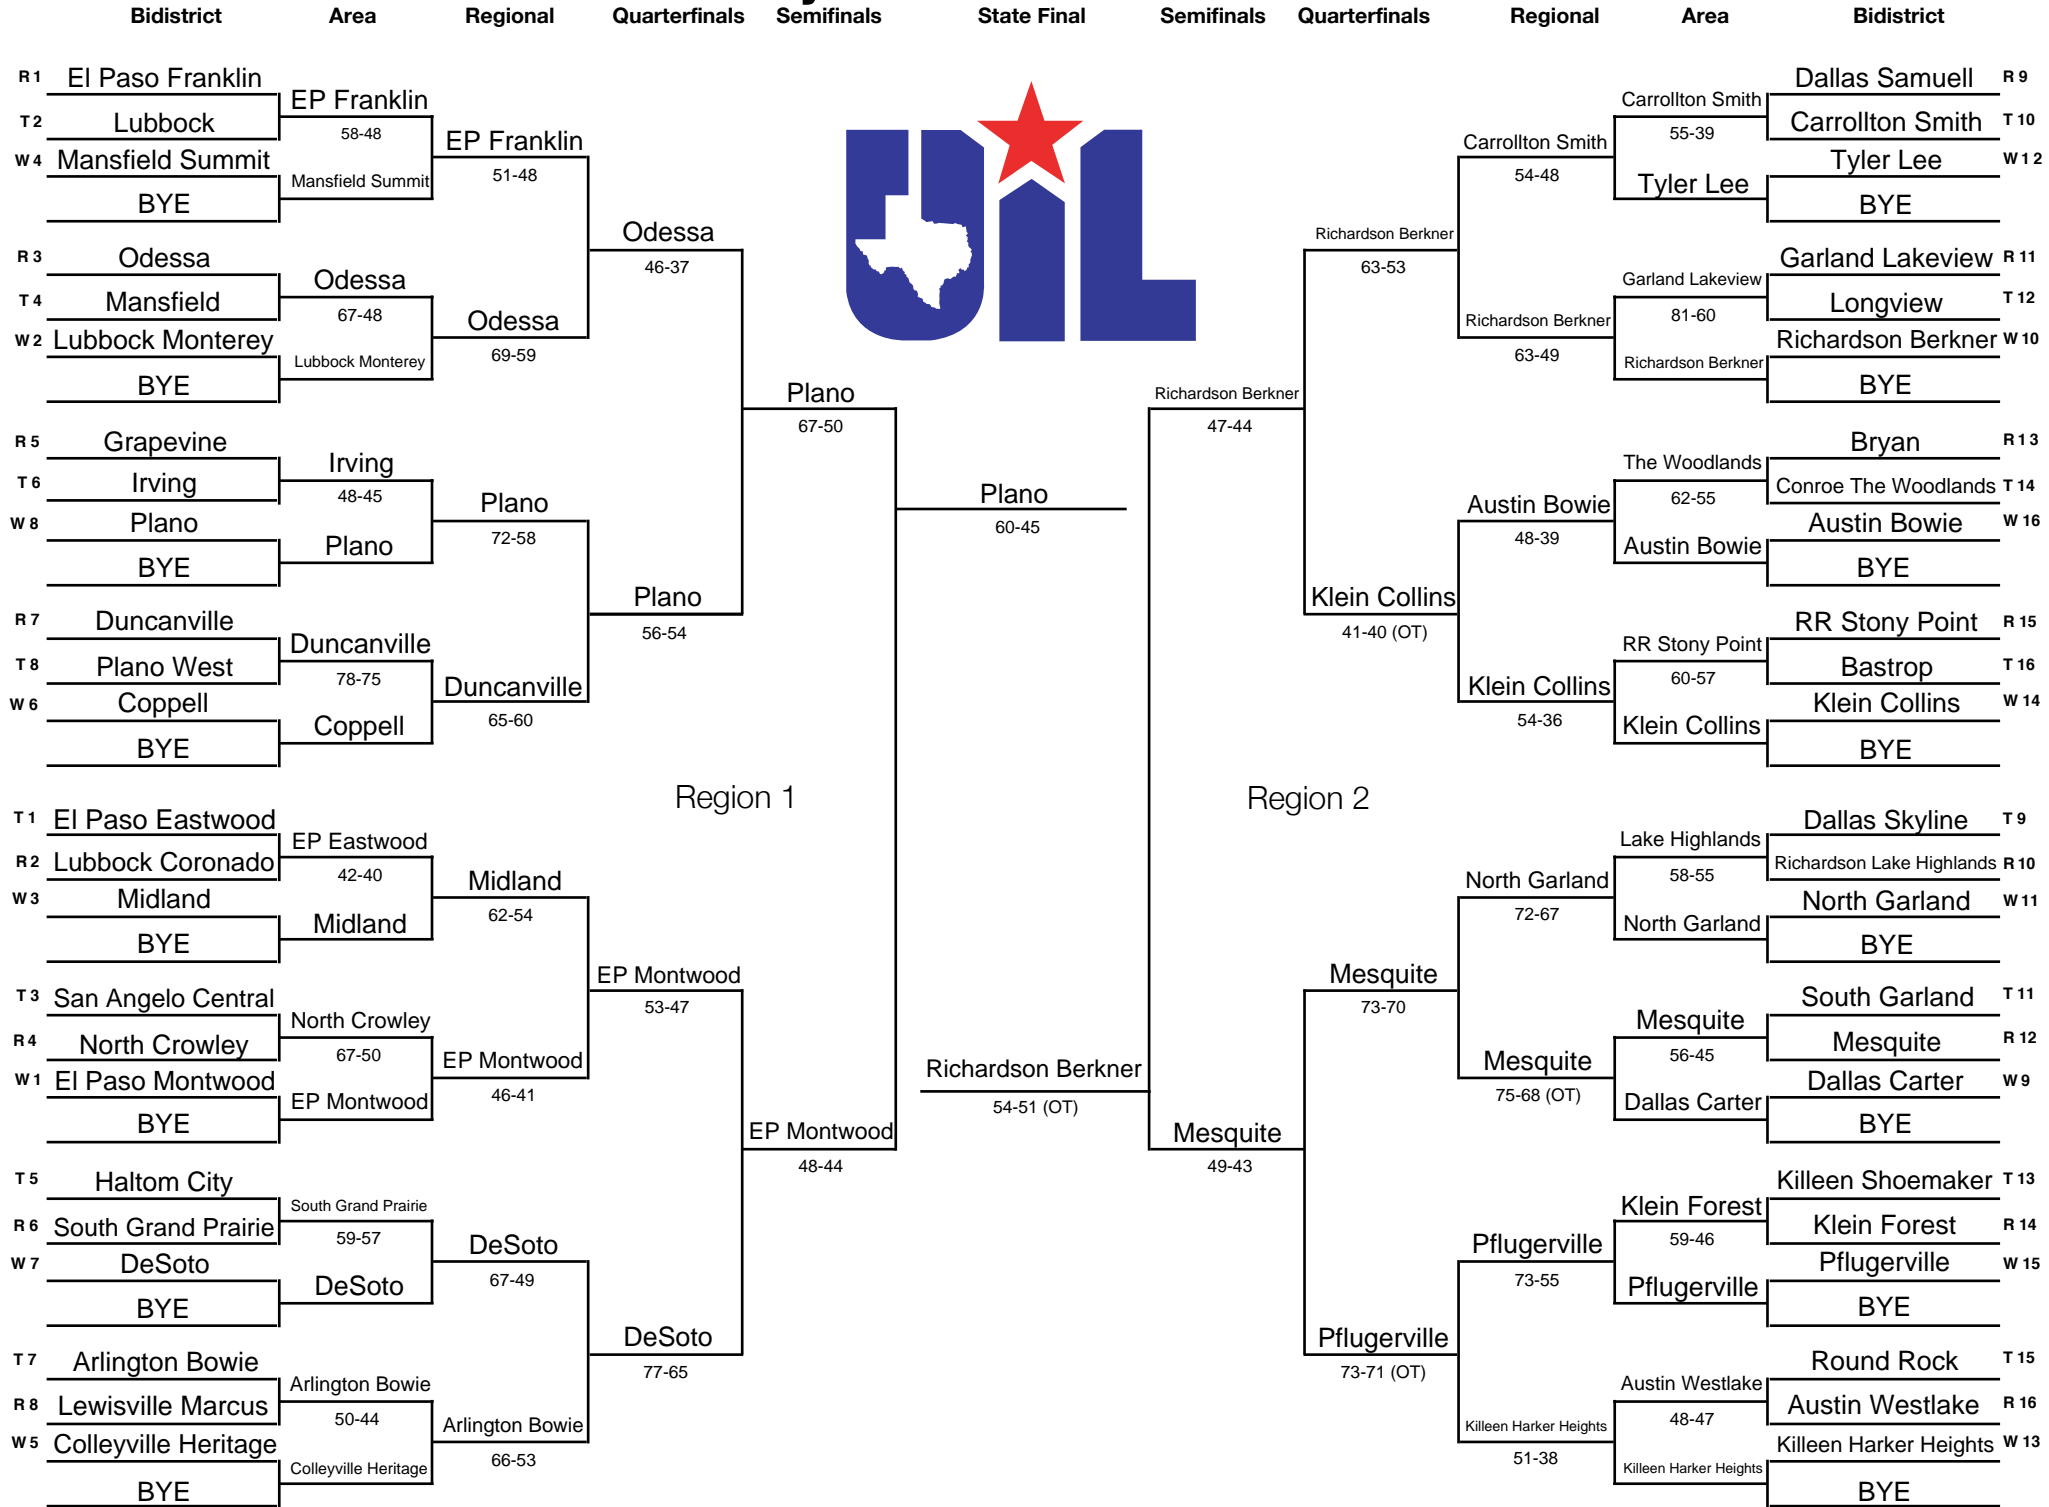 Bidistrict Area Regional Quarterfinals Semifinals State Final Semifinals Quarterfinals Regional Area Bidistrict
R 1 El Paso Franklin
EP Franklin
T 2 Lubbock
58-48
EP Franklin
W 4 Mansfield Summit
51-48
Mansfield Summit
BYE
Odessa
46-37
R 3 Odessa
Odessa
T 4 Mansfield
67-48
Odessa
W 2 Lubbock Monterey
69-59
Lubbock Monterey
BYE
Plano
67-50
R 5 Grapevine
Irving
T 6 Irving
48-45
Plano
W 8 Plano
72-58
Plano
BYE
Plano
56-54
R 7 Duncanville
Duncanville
T 8 Plano West
78-75
Duncanville
W 6 Coppell
65-60
Coppell
BYE
Region 1
T 1 El Paso Eastwood
EP Eastwood
R 2 Lubbock Coronado
42-40
Midland
W 3 Midland
62-54
Midland
BYE
EP Montwood
53-47
T 3 San Angelo Central
North Crowley
R 4 North Crowley
67-50
EP Montwood
W 1 El Paso Montwood
46-41
EP Montwood
BYE
EP Montwood
48-44
T 5 Haltom City
South Grand Prairie
R 6 South Grand Prairie
59-57
DeSoto
W 7 DeSoto
67-49
DeSoto
BYE
DeSoto
77-65
T 7 Arlington Bowie
Arlington Bowie
R 8 Lewisville Marcus
50-44
Arlington Bowie
W 5 Colleyville Heritage
66-53
Colleyville Heritage
BYE
UIL
Plano
60-45
Richardson Berkner
54-51 (OT)
Dallas Samuell R 9
Carrollton Smith
Carrollton Smith T 10
55-39
Carrollton Smith
Tyler Lee W 1 2
54-48
Tyler Lee
BYE
Richardson Berkner
63-53
Garland Lakeview R 11
Garland Lakeview
Longview T 12
81-60
Richardson Berkner
Richardson Berkner W 10
63-49
Richardson Berkner
BYE
Richardson Berkner
47-44
Bryan R 1 3
The Woodlands
Conroe The Woodlands T 14
62-55
Austin Bowie
Austin Bowie W 16
48-39
Austin Bowie
BYE
Klein Collins
41-40 (OT)
RR Stony Point R 15
RR Stony Point
Bastrop T 16
60-57
Klein Collins
Klein Collins W 14
54-36
Klein Collins
BYE
Region 2
Dallas Skyline T 9
Lake Highlands
Richardson Lake Highlands R 10
58-55
North Garland
North Garland W 11
72-67
North Garland
BYE
Mesquite
73-70
South Garland T 11
Mesquite
Mesquite R 12
56-45
Mesquite
Dallas Carter W 9
75-68 (OT)
Dallas Carter
BYE
Mesquite
49-43
Killeen Shoemaker T 13
Klein Forest
Klein Forest R 14
59-46
Pflugerville
Pflugerville W 15
73-55
Pflugerville
BYE
Pflugerville
73-71 (OT)
Round Rock T 15
Austin Westlake
Austin Westlake R 16
48-47
Killeen Harker Heights
Killeen Harker Heights W 13
51-38
Killeen Harker Heights
BYE